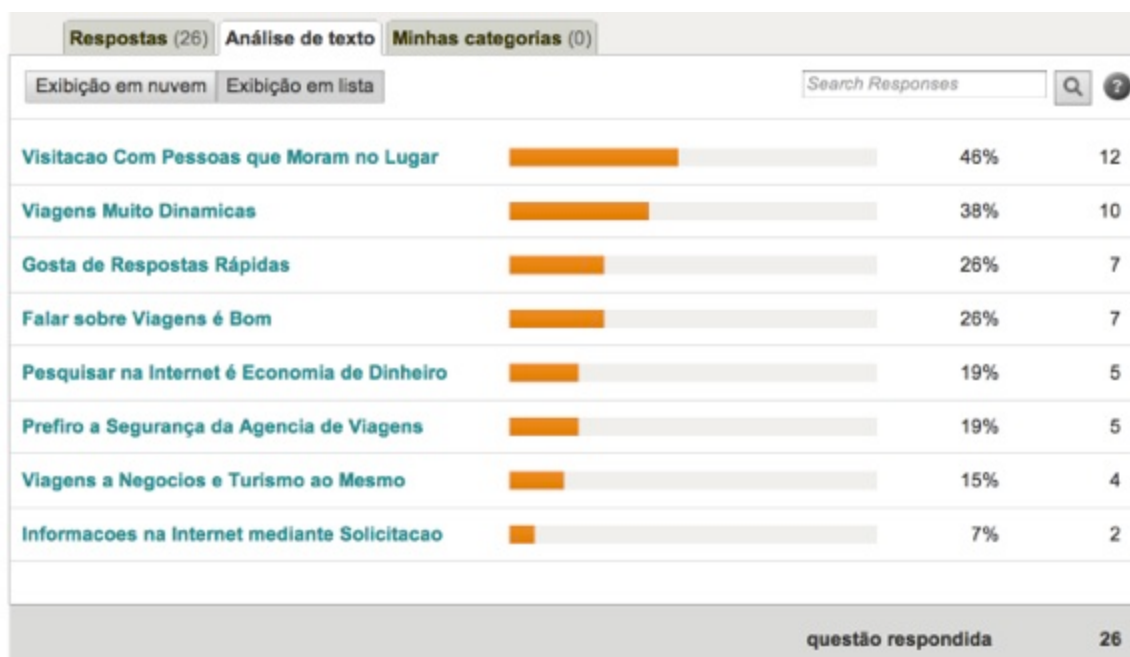 Respostas (26) Análise de texto Minhas categorias (0)
Exibição em nuvem Exibição em lista Search Responses ?
Visitacao Com Pessoas que Moram no Lugar 46% 12
Viagens Muito Dinamicas 38% 10
Gosta de Respostas Rápidas 26% 7
Falar sobre Viagens é Bom 26% 7
Pesquisar na Internet é Economia de Dinheiro 19% 5
Prefiro a Segurança da Agencia de Viagens 19% 5
Viagens a Negocios e Turismo ao Mesmo 15% 4
Informacoes na Internet mediante Solicitacao 7% 2
questão respondida 26